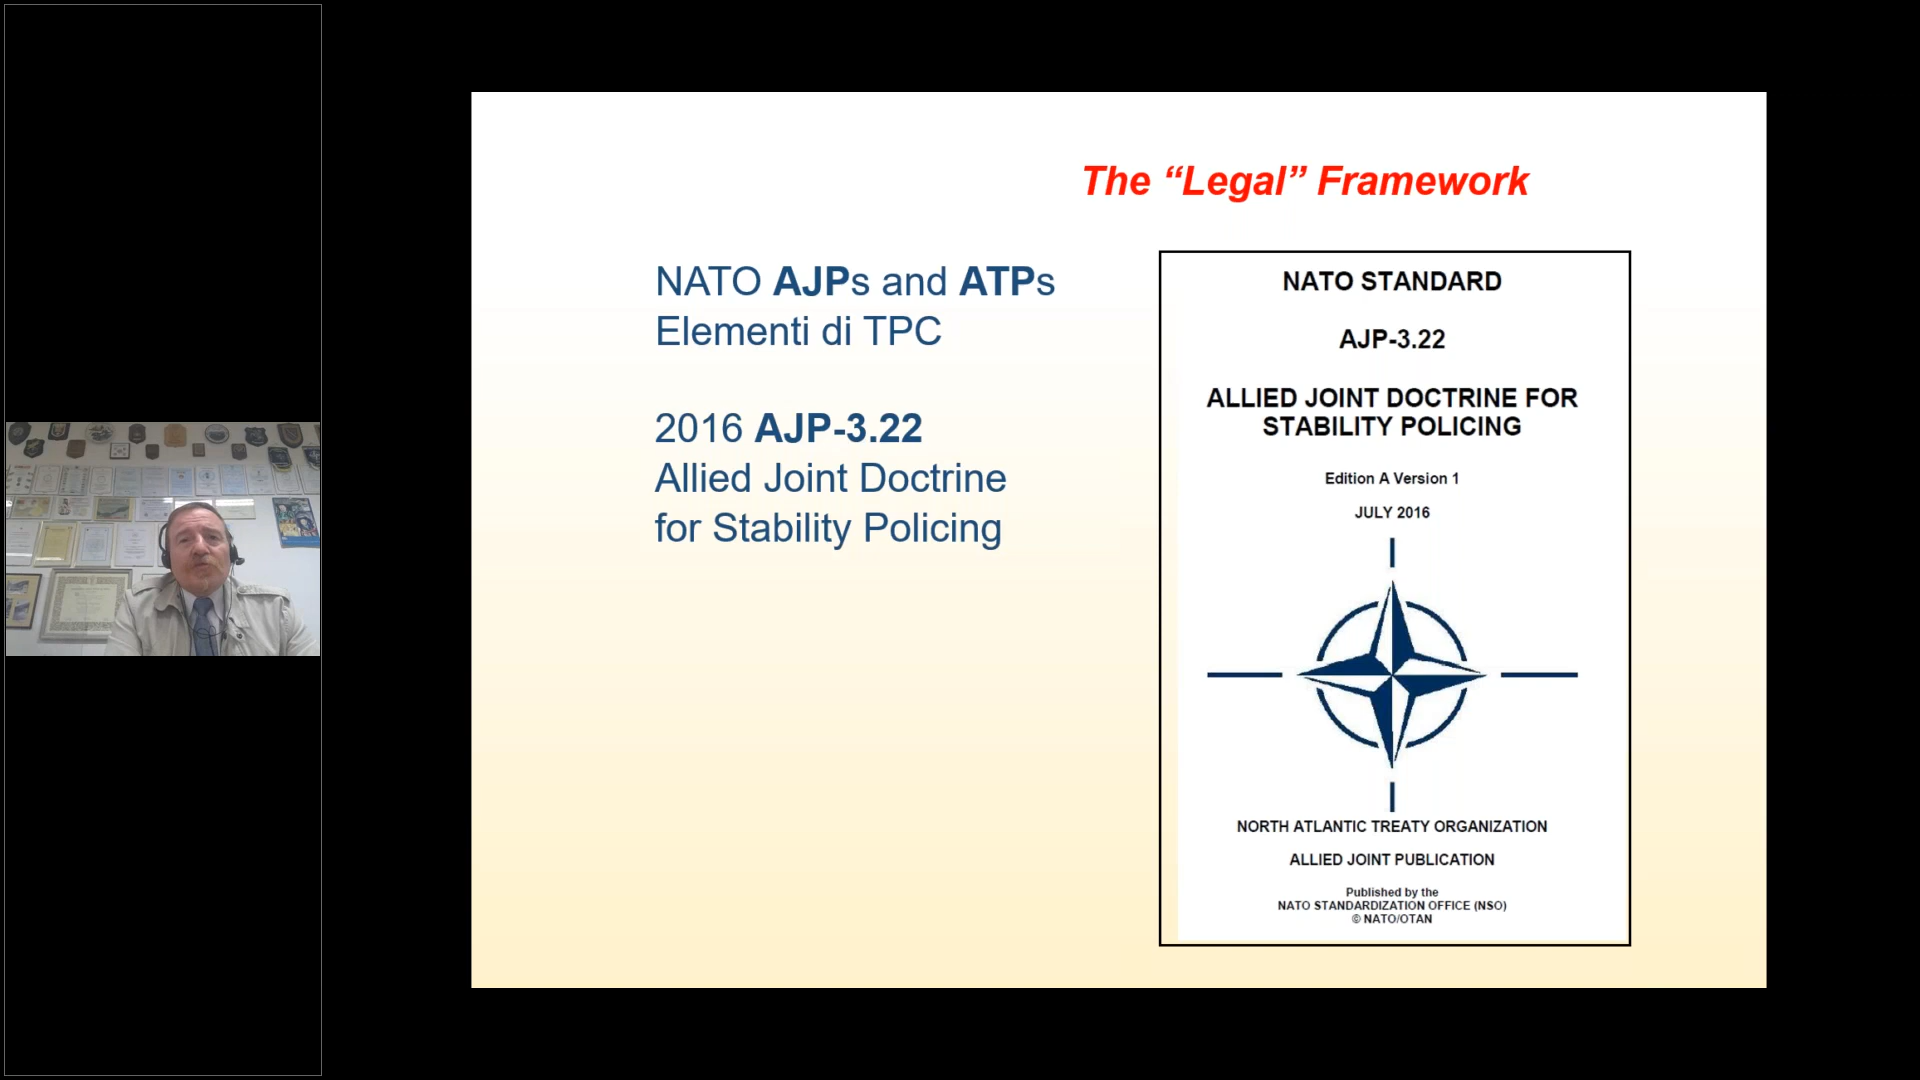 The “Legal” Framework
NATO AJPs and ATPs
Elementi di TPC
2016 AJP-3.22
Allied Joint Doctrine
for Stability Policing
NATO STANDARD
AJP-3.22
ALLIED JOINT DOCTRINE FOR
STABILITY POLICING
Edition A Version 1
JULY 2016
NORTH ATLANTIC TREATY ORGANIZATION
ALLIED JOINT PUBLICATION
Published by the
NATO STANDARDIZATION OFFICE (NSO)
© NATO/OTAN